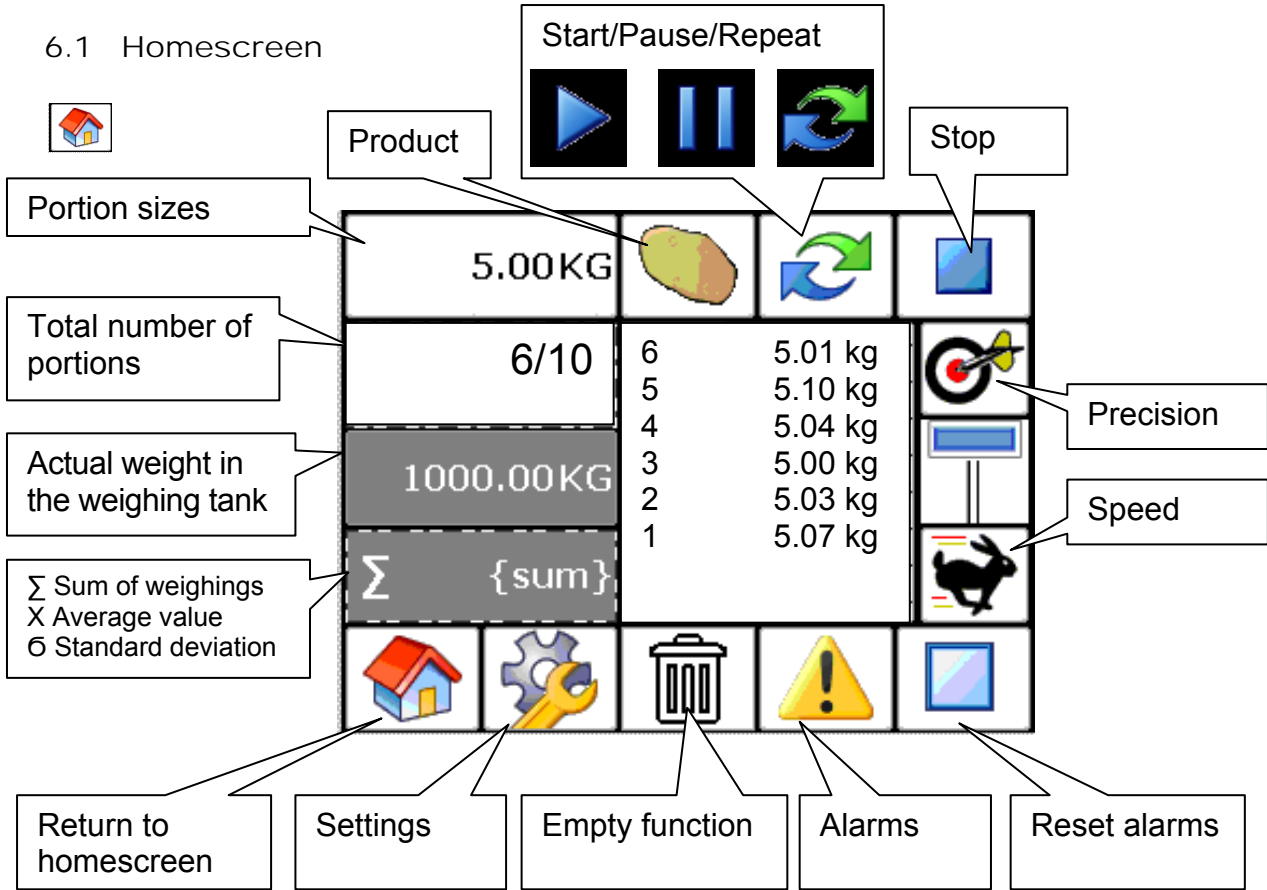 6.1 Homescreen
Start/Pause/Repeat
Product
Stop
Portion sizes
5.00KG
Total number of
portions
6/10
6 5.01 kg
5 5.10 kg
4 5.04 kg
3 5.00 kg
2 5.03 kg
1 5.07 kg
Precision
Actual weight in
the weighing tank
1000.00KG
Speed
∑ Sum of weighings
X Average value
Ϭ Standard deviation
∑ {sum}
Return to
homescreen
Settings
Empty function
Alarms
Reset alarms